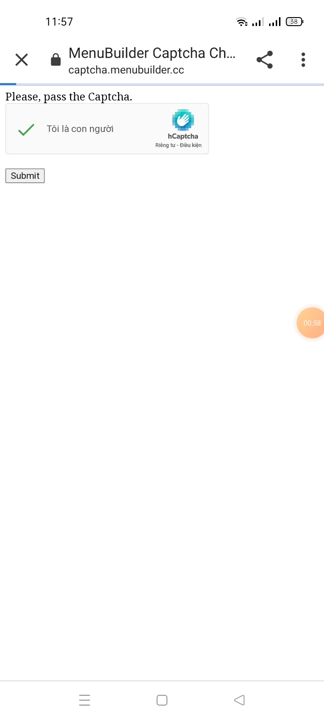 11:57
58
MenuBuilder Captcha Ch...
captcha.menubuilder.cc
Please, pass the Captcha.
Tôi là con người
hCaptcha
Riêng tư - Điều kiện
Submit
00:58